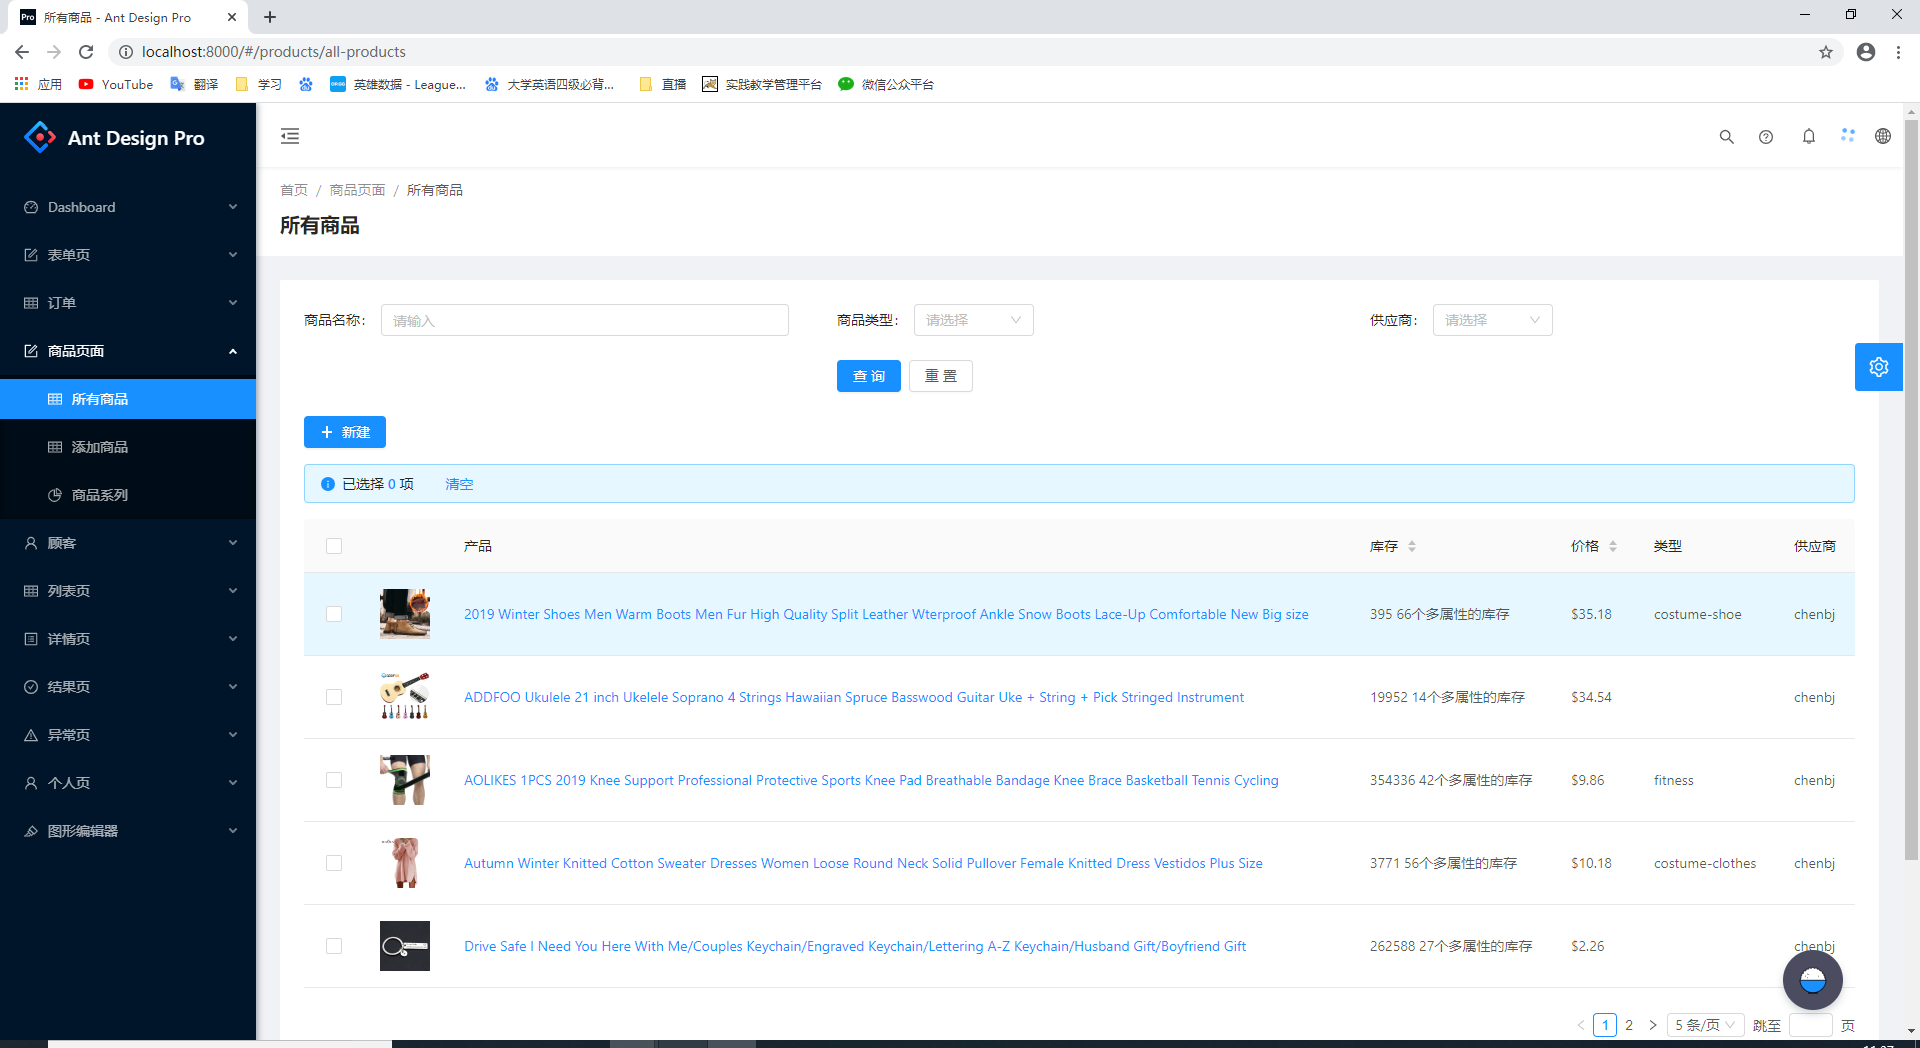 Pro 所有商品 - Ant Design Pro
localhost:8000/#/products/all-products
应用 YouTube 翻译 学习 英雄数据 - League... 大学英语四级必背... 直播 实践教学管理平台 微信公众平台
Ant Design Pro
Dashboard
表单页
订单
商品页面
所有商品
添加商品
商品系列
顾客
列表页
详情页
结果页
异常页
个人页
图形编辑器
首页 / 商品页面 / 所有商品
所有商品
商品名称: 请输入 商品类型: 请选择 供应商: 请选择
查 询 重 置
+ 新建
已选择 0 项 清空
产品 库存 价格 类型 供应商
2019 Winter Shoes Men Warm Boots Men Fur High Quality Split Leather Wterproof Ankle Snow Boots Lace-Up Comfortable New Big size 395 66个多属性的库存 $35.18 costume-shoe chenbj
ADDFOO Ukulele 21 inch Ukelele Soprano 4 Strings Hawaiian Spruce Basswood Guitar Uke + String + Pick Stringed Instrument 19952 14个多属性的库存 $34.54 chenbj
AOLIKES 1PCS 2019 Knee Support Professional Protective Sports Knee Pad Breathable Bandage Knee Brace Basketball Tennis Cycling 354336 42个多属性的库存 $9.86 fitness chenbj
Autumn Winter Knitted Cotton Sweater Dresses Women Loose Round Neck Solid Pullover Female Knitted Dress Vestidos Plus Size 3771 56个多属性的库存 $10.18 costume-clothes chenbj
Drive Safe I Need You Here With Me/Couples Keychain/Engraved Keychain/Lettering A-Z Keychain/Husband Gift/Boyfriend Gift 262588 27个多属性的库存 $2.26 chenbj
< 1 2 > 5 条/页 跳至 页